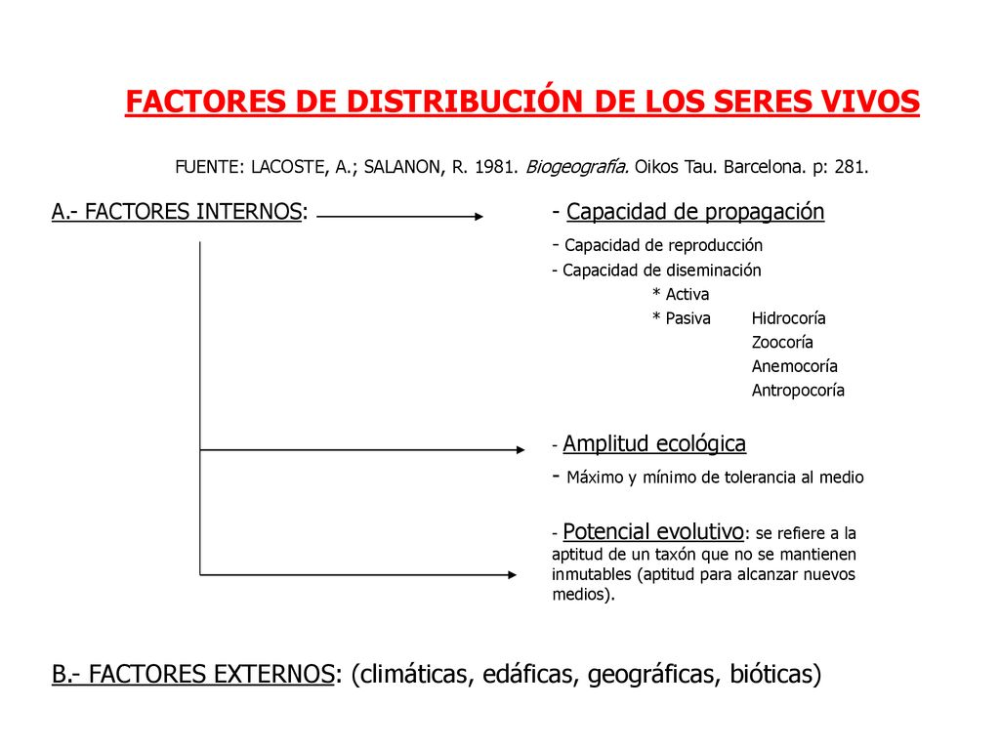 FACTORES DE DISTRIBUCIÓN DE LOS SERES VIVOS
FUENTE: LACOSTE, A.; SALANON, R. 1981. Biogeografía. Oikos Tau. Barcelona. p: 281.
A.- FACTORES INTERNOS:
- Capacidad de propagación
- Capacidad de reproducción
- Capacidad de diseminación
* Activa
* Pasiva Hidrocoría
Zoocoría
Anemocoría
Antropocoría
- Amplitud ecológica
- Máximo y mínimo de tolerancia al medio
- Potencial evolutivo: se refiere a la
aptitud de un taxón que no se mantienen
inmutables (aptitud para alcanzar nuevos
medios).
B.- FACTORES EXTERNOS: (climáticas, edáficas, geográficas, bióticas)